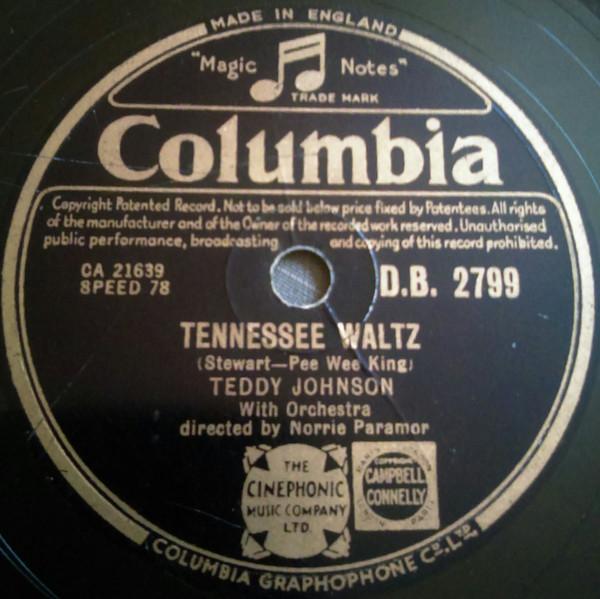 MADE IN ENGLAND
"Magic Notes"
TRADE MARK
Columbia
Copyright Patented Record. Not to be sold below price fixed by Patentees. All rights
of the manufacturer and of the Owner of the recorded work reserved. Unauthorised
public performance, broadcasting and copying of this record prohibited.
CA 21639
SPEED 78
D.B. 2799
TENNESSEE WALTZ
(Stewart—Pee Wee King)
TEDDY JOHNSON
With Orchestra
directed by Norrie Paramor
THE
CINEPHONIC
MUSIC COMPANY
LTD.
COPYRIGHT
CAMPBELL
CONNELLY
PARIS
COLUMBIA GRAPHOPHONE CO., LTD.